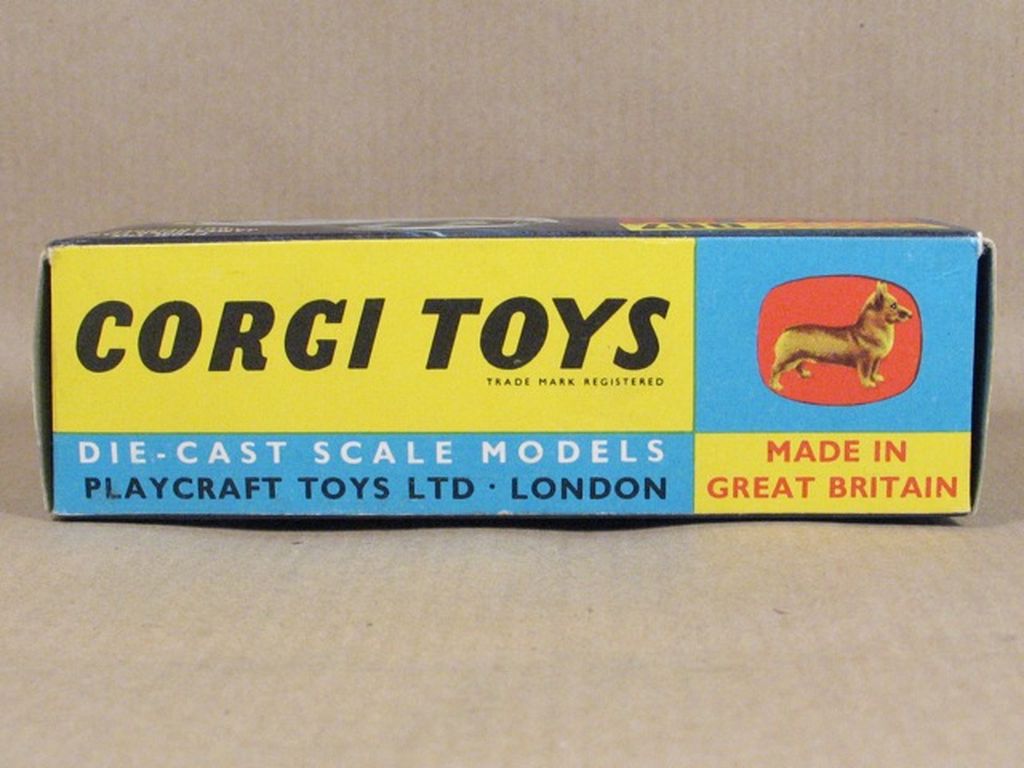 CORGI TOYS
TRADE MARK REGISTERED
DIE-CAST SCALE MODELS
PLAYCRAFT TOYS LTD · LONDON
MADE IN
GREAT BRITAIN